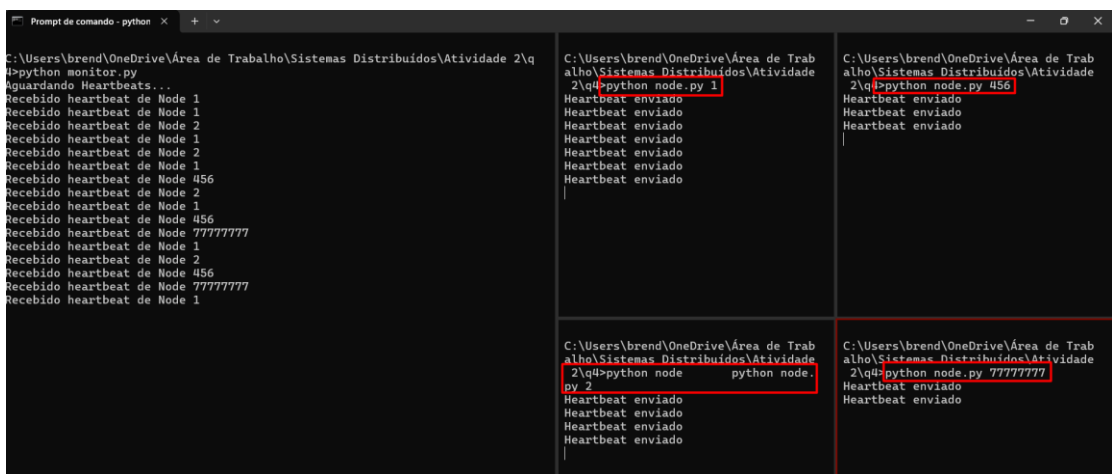 Prompt de comando - python
C:\Users\brend\OneDrive\Área de Trabalho\Sistemas Distribuídos\Atividade 2\q
4>python monitor.py
Aguardando Heartbeats...
Recebido heartbeat de Node 1
Recebido heartbeat de Node 1
Recebido heartbeat de Node 2
Recebido heartbeat de Node 1
Recebido heartbeat de Node 2
Recebido heartbeat de Node 1
Recebido heartbeat de Node 456
Recebido heartbeat de Node 2
Recebido heartbeat de Node 1
Recebido heartbeat de Node 456
Recebido heartbeat de Node 77777777
Recebido heartbeat de Node 1
Recebido heartbeat de Node 2
Recebido heartbeat de Node 456
Recebido heartbeat de Node 77777777
Recebido heartbeat de Node 1
C:\Users\brend\OneDrive\Área de Trab
alho\Sistemas Distribuídos\Atividade
2\q4>python node.py 1
Heartbeat enviado
Heartbeat enviado
Heartbeat enviado
Heartbeat enviado
Heartbeat enviado
Heartbeat enviado
Heartbeat enviado
C:\Users\brend\OneDrive\Área de Trab
alho\Sistemas Distribuídos\Atividade
2\q4>python node.py 456
Heartbeat enviado
Heartbeat enviado
Heartbeat enviado
C:\Users\brend\OneDrive\Área de Trab
alho\Sistemas Distribuídos\Atividade
2\q4>python node python node.
py 2
Heartbeat enviado
Heartbeat enviado
Heartbeat enviado
Heartbeat enviado
C:\Users\brend\OneDrive\Área de Trab
alho\Sistemas Distribuídos\Atividade
2\q4>python node.py 77777777
Heartbeat enviado
Heartbeat enviado